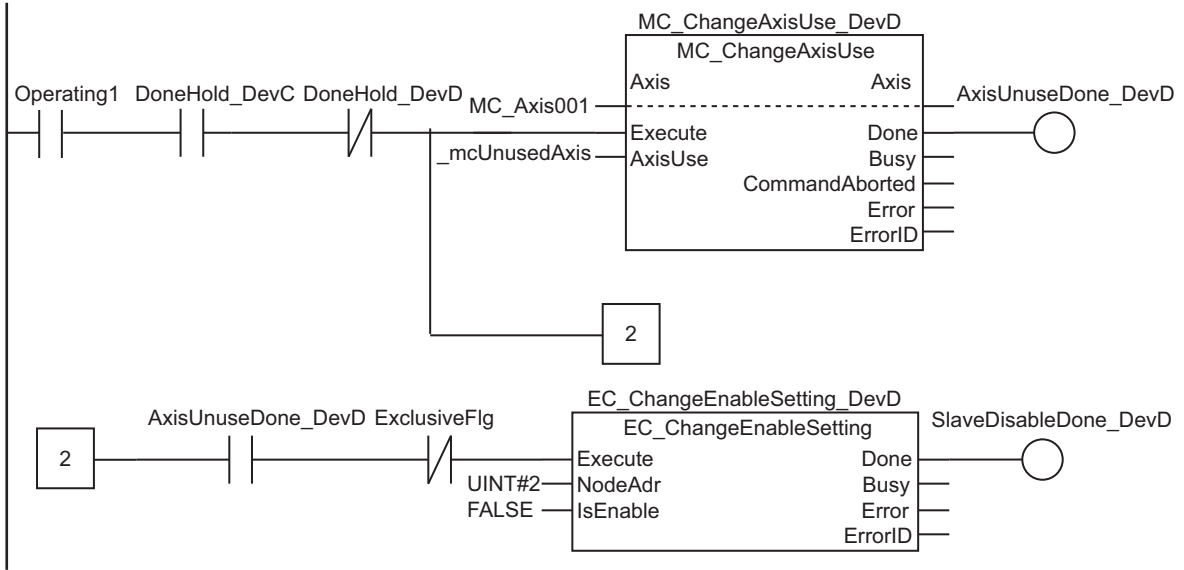 MC_ChangeAxisUse_DevD
MC_ChangeAxisUse
Axis Axis
Operating1 DoneHold_DevC DoneHold_DevD MC_Axis001 AxisUnuseDone_DevD
Execute Done
_mcUnusedAxis AxisUse Busy
CommandAborted
Error
ErrorID
2
EC_ChangeEnableSetting_DevD
AxisUnuseDone_DevD ExclusiveFlg EC_ChangeEnableSetting SlaveDisableDone_DevD
2 Execute Done
UINT#2 NodeAdr Busy
FALSE IsEnable Error
ErrorID